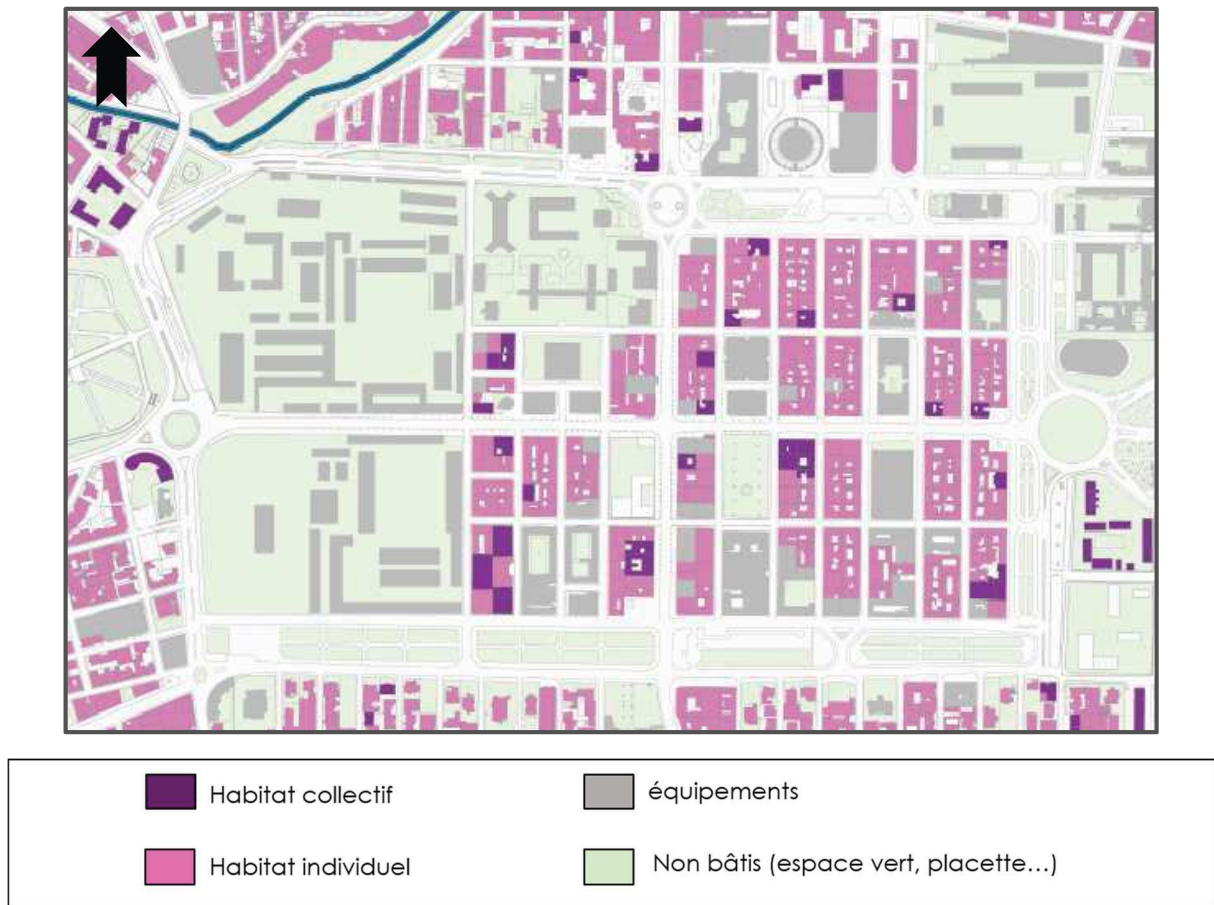 Habitat collectif
équipements
Habitat individuel
Non bâtis (espace vert, placette...)